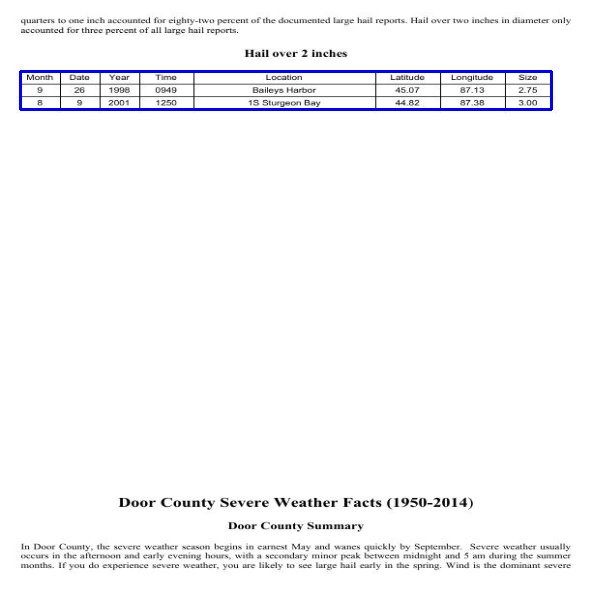 quarters to one inch accounted for eighty-two percent of the documented large hail reports. Hail over two inches in diameter only
accounted for three percent of all large hail reports.
Hail over 2 inches
Month Date Year Time Location Latitude Longitude Size
9 26 1998 0949 Baileys Harbor 45.07 87.13 2.75
8 9 2001 1250 1S Sturgeon Bay 44.82 87.38 3.00
Door County Severe Weather Facts (1950-2014)
Door County Summary
In Door County, the severe weather season begins in earnest May and wanes quickly by September. Severe weather usually
occurs in the afternoon and early evening hours, with a secondary minor peak between midnight and 5 am during the summer
months. If you do experience severe weather, you are likely to see large hail early in the spring. Wind is the dominant severe